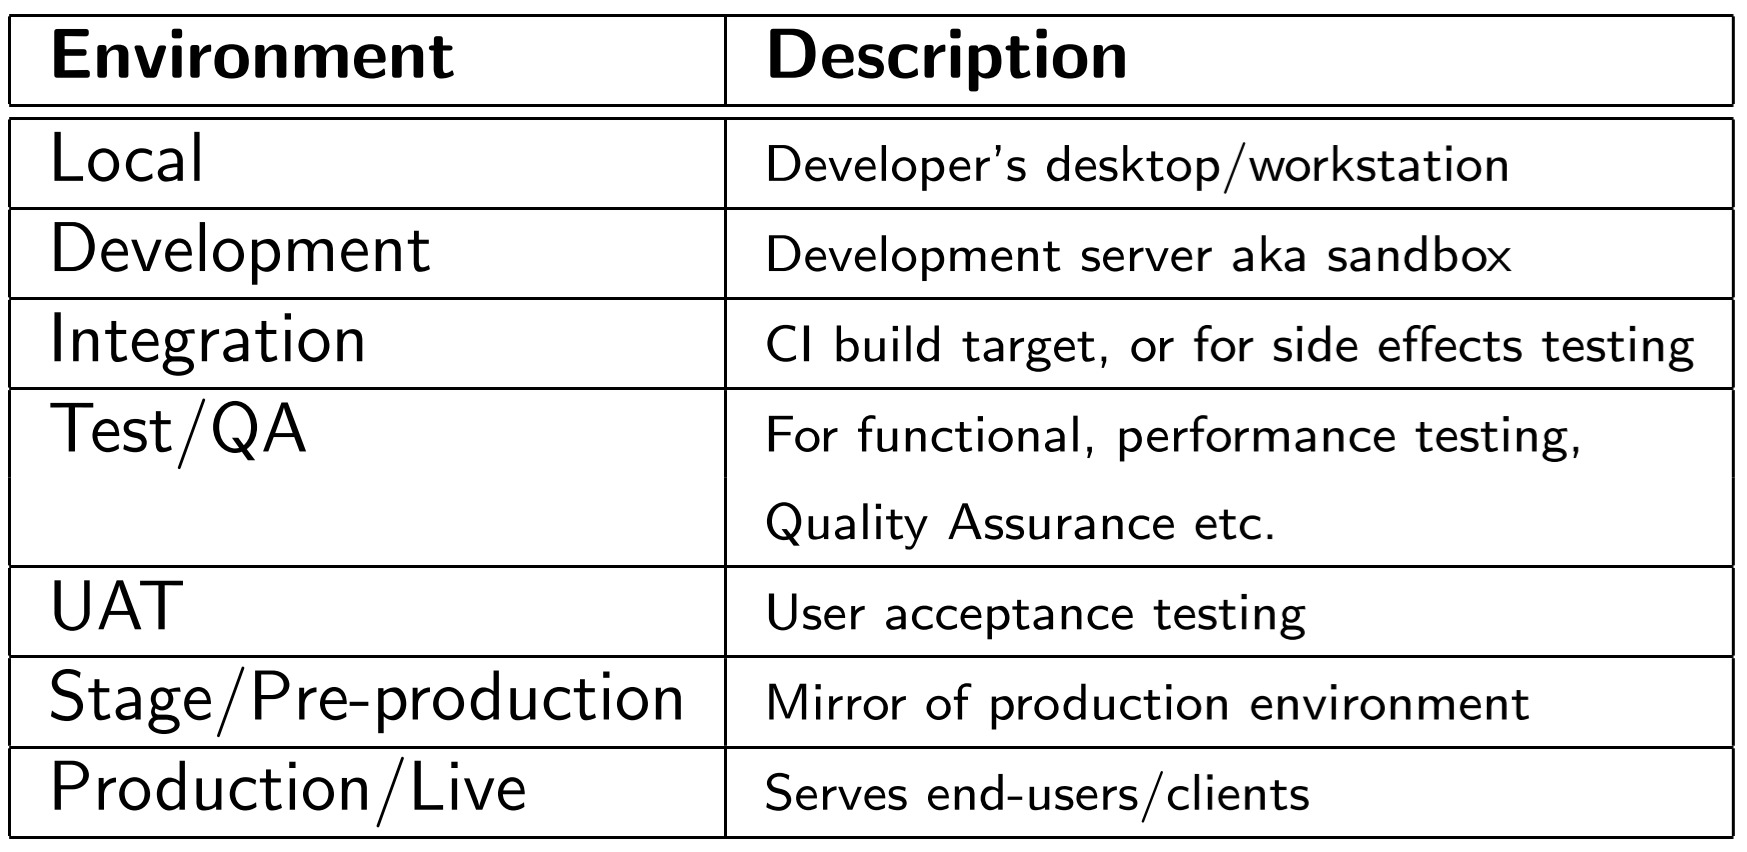 Environment Description
Local Developer's desktop/workstation
Development Development server aka sandbox
Integration CI build target, or for side effects testing
Test/QA For functional, performance testing,
Quality Assurance etc.
UAT User acceptance testing
Stage/Pre-production Mirror of production environment
Production/Live Serves end-users/clients